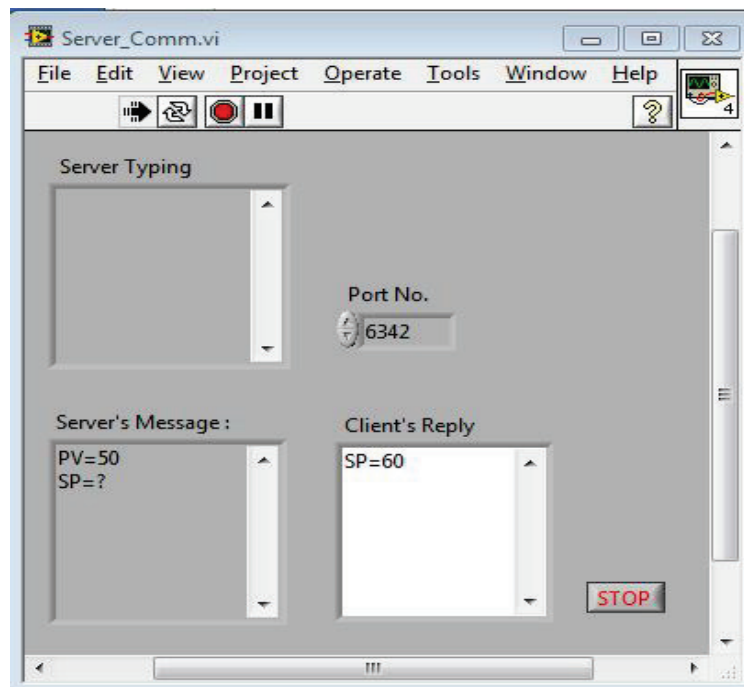 Server_Comm.vi
File Edit View Project Operate Tools Window Help
4
Server Typing
Port No.
6342
Server's Message :
Client's Reply
PV=50
SP=?
SP=60
STOP